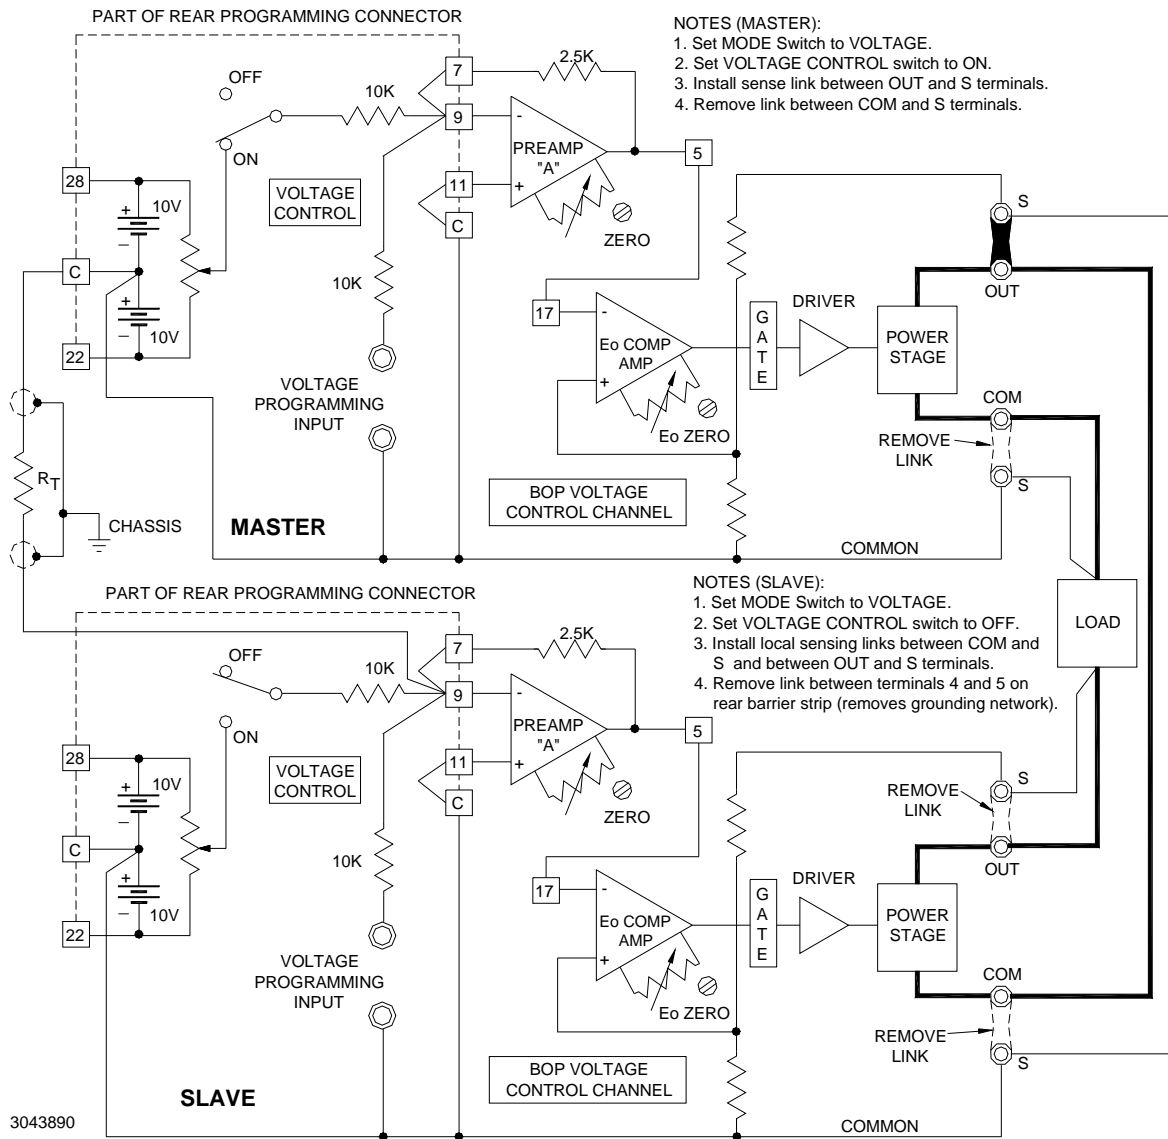 PART OF REAR PROGRAMMING CONNECTOR
NOTES (MASTER):
1. Set MODE Switch to VOLTAGE.
2. Set VOLTAGE CONTROL switch to ON.
3. Install sense link between OUT and S terminals.
4. Remove link between COM and S terminals.
7
2.5K
OFF
10K
9
-
PREAMP
"A"
5
ON
28
+
10V
–
VOLTAGE
CONTROL
11
+
C
ZERO
S
OUT
C
10K
+
10V
–
22
17
-
Eo COMP
AMP
+
Eo ZERO
G
A
T
E
DRIVER
POWER
STAGE
VOLTAGE
PROGRAMMING
INPUT
COM
REMOVE
LINK
S
RT
CHASSIS
MASTER
BOP VOLTAGE
CONTROL CHANNEL
COMMON
PART OF REAR PROGRAMMING CONNECTOR
NOTES (SLAVE):
1. Set MODE Switch to VOLTAGE.
2. Set VOLTAGE CONTROL switch to OFF.
3. Install local sensing links between COM and
S and between OUT and S terminals.
4. Remove link between terminals 4 and 5 on
rear barrier strip (removes grounding network).
LOAD
7
2.5K
OFF
10K
9
-
PREAMP
"A"
5
ON
28
+
10V
–
VOLTAGE
CONTROL
11
+
C
ZERO
REMOVE
LINK
S
OUT
C
10K
+
10V
–
22
17
-
Eo COMP
AMP
+
Eo ZERO
G
A
T
E
DRIVER
POWER
STAGE
VOLTAGE
PROGRAMMING
INPUT
COM
REMOVE
LINK
S
BOP VOLTAGE
CONTROL CHANNEL
SLAVE
COMMON
3043890